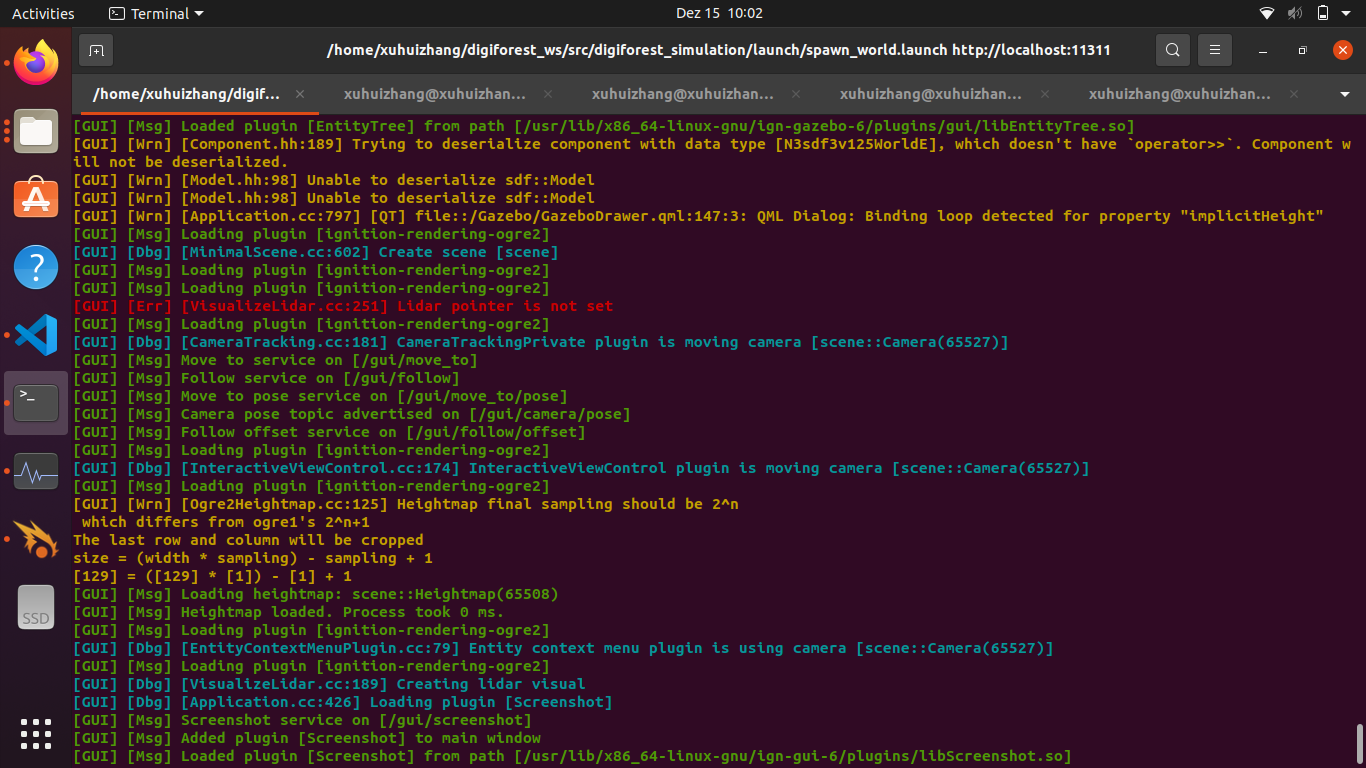 Activities
Terminal
Dez 15 10:02
/home/xuhuizhang/digiforest_ws/src/digiforest_simulation/launch/spawn_world.launch http://localhost:11311
/home/xuhuizhang/digif...
xuhuizhang@xuhuizhan...
xuhuizhang@xuhuizhan...
xuhuizhang@xuhuizhan...
xuhuizhang@xuhuizhan...
[GUI] [Msg] Loaded plugin [EntityTree] from path [/usr/lib/x86_64-linux-gnu/ign-gazebo-6/plugins/gui/libEntityTree.so]
[GUI] [Wrn] [Component.hh:189] Trying to deserialize component with data type [N3sdf3v125WorldE], which doesn't have `operator>>`. Component w
ill not be deserialized.
[GUI] [Wrn] [Model.hh:98] Unable to deserialize sdf::Model
[GUI] [Wrn] [Model.hh:98] Unable to deserialize sdf::Model
[GUI] [Wrn] [Application.cc:797] [QT] file::/Gazebo/GazeboDrawer.qml:147:3: QML Dialog: Binding loop detected for property "implicitHeight"
[GUI] [Msg] Loading plugin [ignition-rendering-ogre2]
[GUI] [Dbg] [MinimalScene.cc:602] Create scene [scene]
[GUI] [Msg] Loading plugin [ignition-rendering-ogre2]
[GUI] [Msg] Loading plugin [ignition-rendering-ogre2]
[GUI] [Err] [VisualizeLidar.cc:251] Lidar pointer is not set
[GUI] [Msg] Loading plugin [ignition-rendering-ogre2]
[GUI] [Dbg] [CameraTracking.cc:181] CameraTrackingPrivate plugin is moving camera [scene::Camera(65527)]
[GUI] [Msg] Move to service on [/gui/move_to]
[GUI] [Msg] Follow service on [/gui/follow]
[GUI] [Msg] Move to pose service on [/gui/move_to/pose]
[GUI] [Msg] Camera pose topic advertised on [/gui/camera/pose]
[GUI] [Msg] Follow offset service on [/gui/follow/offset]
[GUI] [Msg] Loading plugin [ignition-rendering-ogre2]
[GUI] [Dbg] [InteractiveViewControl.cc:174] InteractiveViewControl plugin is moving camera [scene::Camera(65527)]
[GUI] [Msg] Loading plugin [ignition-rendering-ogre2]
[GUI] [Wrn] [Ogre2Heightmap.cc:125] Heightmap final sampling should be 2^n
which differs from ogre1's 2^n+1
The last row and column will be cropped
size = (width * sampling) - sampling + 1
[129] = ([129] * [1]) - [1] + 1
[GUI] [Msg] Loading heightmap: scene::Heightmap(65508)
[GUI] [Msg] Heightmap loaded. Process took 0 ms.
[GUI] [Msg] Loading plugin [ignition-rendering-ogre2]
[GUI] [Dbg] [EntityContextMenuPlugin.cc:79] Entity context menu plugin is using camera [scene::Camera(65527)]
[GUI] [Msg] Loading plugin [ignition-rendering-ogre2]
[GUI] [Dbg] [VisualizeLidar.cc:189] Creating lidar visual
[GUI] [Dbg] [Application.cc:426] Loading plugin [Screenshot]
[GUI] [Msg] Screenshot service on [/gui/screenshot]
[GUI] [Msg] Added plugin [Screenshot] to main window
[GUI] [Msg] Loaded plugin [Screenshot] from path [/usr/lib/x86_64-linux-gnu/ign-gui-6/plugins/libScreenshot.so]
SSD